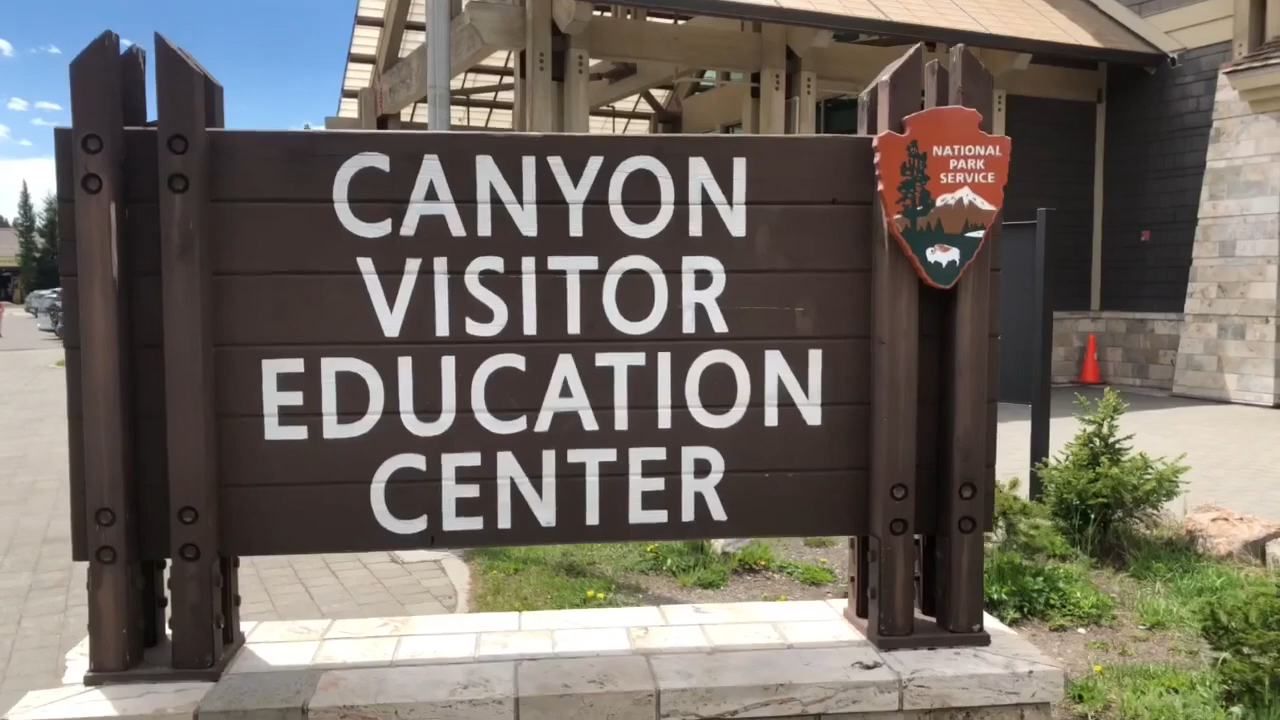 CANYON
VISITOR
EDUCATION
CENTER
NATIONAL
PARK
SERVICE